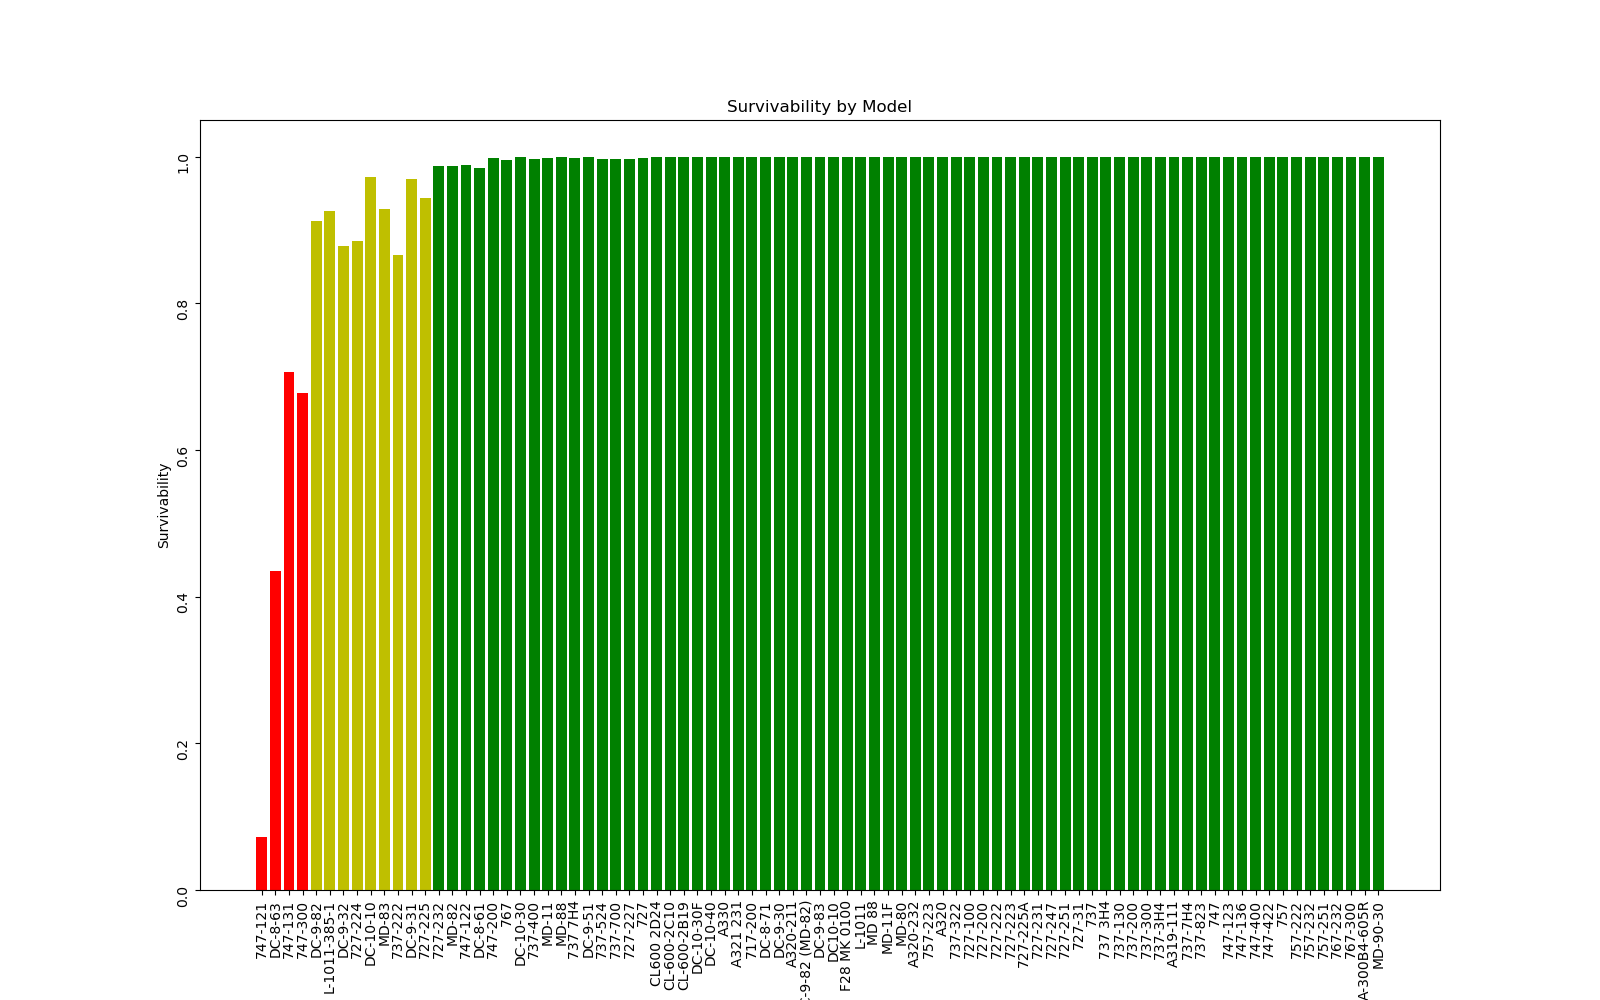 Survivability by Model
Survivability
1.0
0.8
0.6
0.4
0.2
0.0
747-121
DC-8-63
747-131
747-300
DC-9-82
L-1011-385-1
DC-9-32
727-224
DC-10-10
MD-83
737-222
DC-9-31
727-225
727-232
MD-82
747-122
DC-8-61
747-200
767
DC-10-30
737-400
MD-11
MD-88
737 7H4
DC-9-51
737-524
737-700
727-227
727
CL600 2D24
CL-600-2C10
CL-600-2B19
DC-10-30F
DC-10-40
A330
A321 231
717-200
DC-8-71
DC-9-30
A320-211
-9-82 (MD-82)
DC-9-83
DC10-10
F28 MK 0100
L-1011
MD 88
MD-11F
MD-80
A320-232
757-223
A320
737-322
727-100
727-200
727-222
727-223
727-225A
727-231
727-247
727-251
727-31
737
737 3H4
737-130
737-200
737-300
737-3H4
A319-111
737-7H4
737-823
747
747-123
747-136
747-400
747-422
757
757-222
757-232
757-251
767-232
767-300
A-300B4-605R
MD-90-30